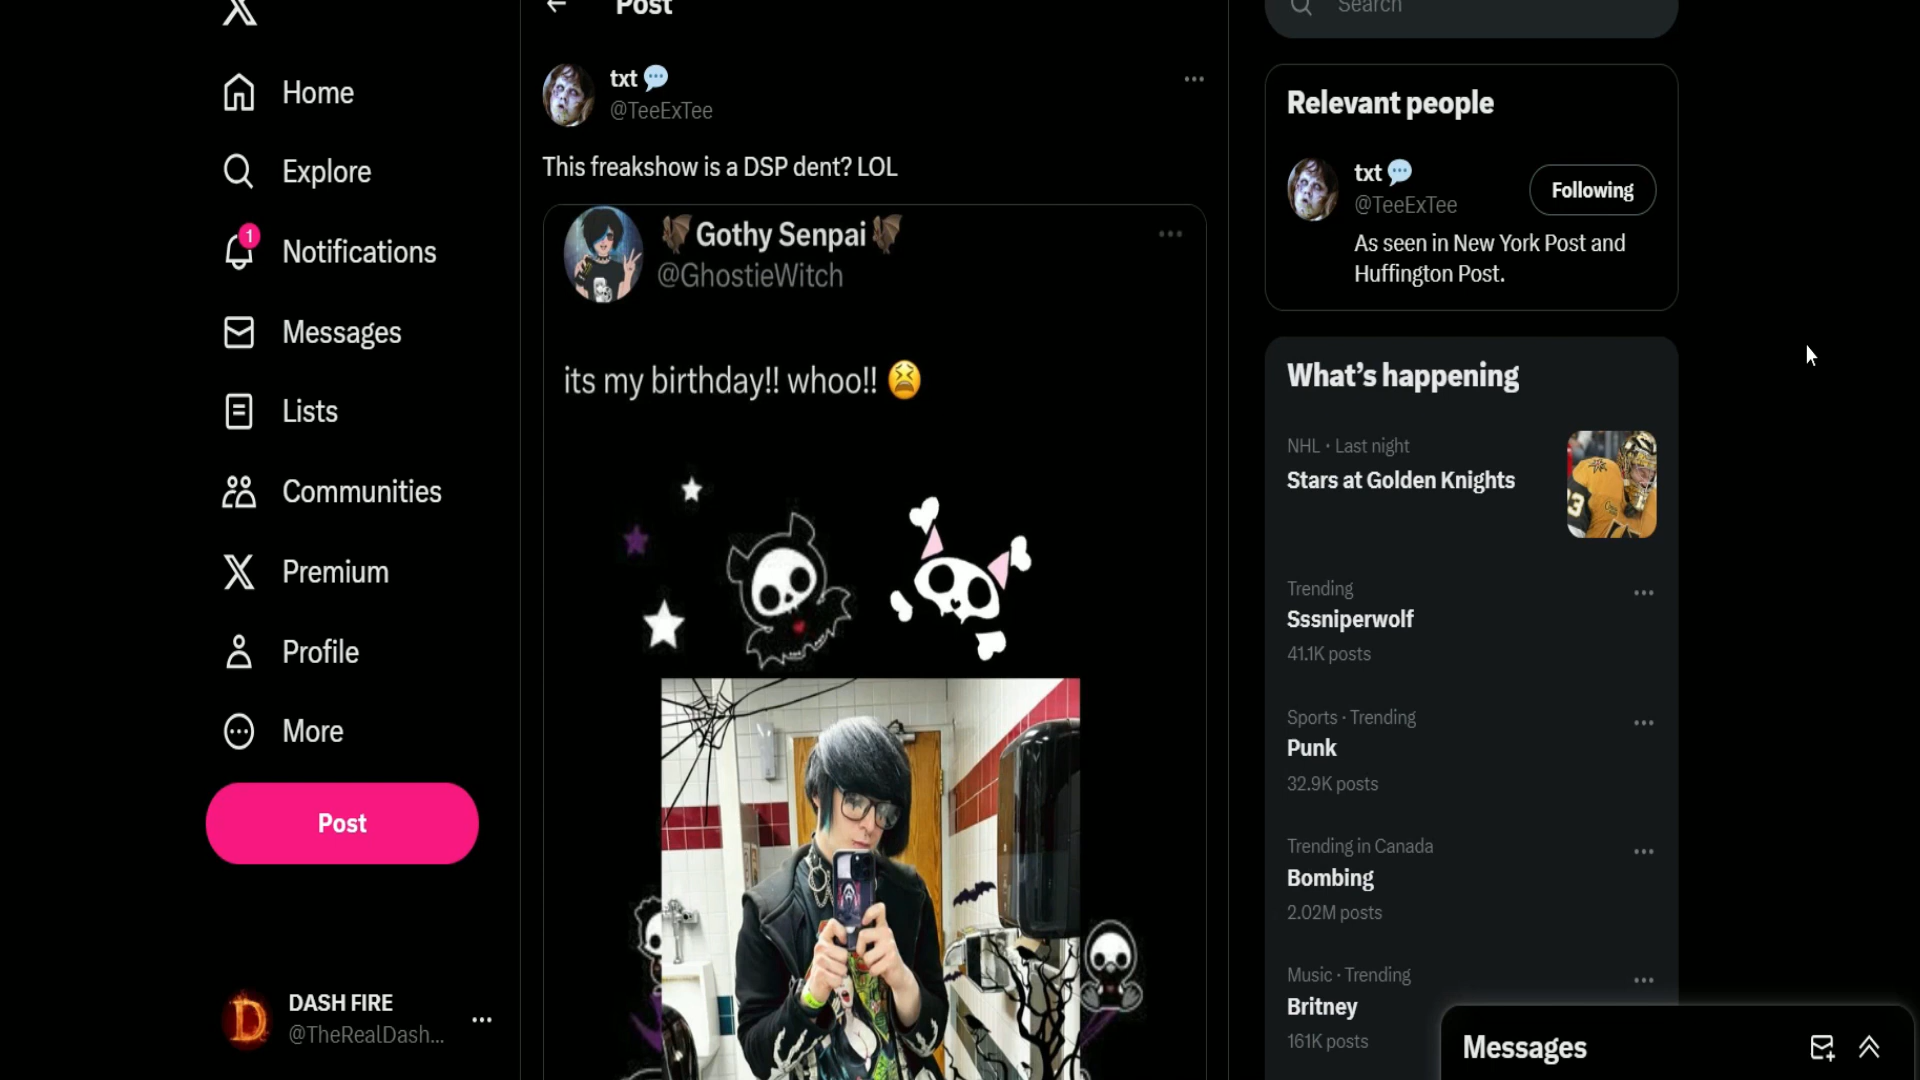 Home
Explore
1
Notifications
Messages
Lists
Communities
Premium
Profile
More
Post
DASH FIRE
@TheRealDash...
Post
txt
@TeeExTee
This freakshow is a DSP dent? LOL
Gothy Senpai
@GhostieWitch
its my birthday!! whoo!!
Search
Relevant people
txt
@TeeExTee
Following
As seen in New York Post and
Huffington Post.
What's happening
NHL · Last night
Stars at Golden Knights
Trending
Sssniperwolf
41.1K posts
Sports · Trending
Punk
32.9K posts
Trending in Canada
Bombing
2.02M posts
Music · Trending
Britney
161K posts
Messages